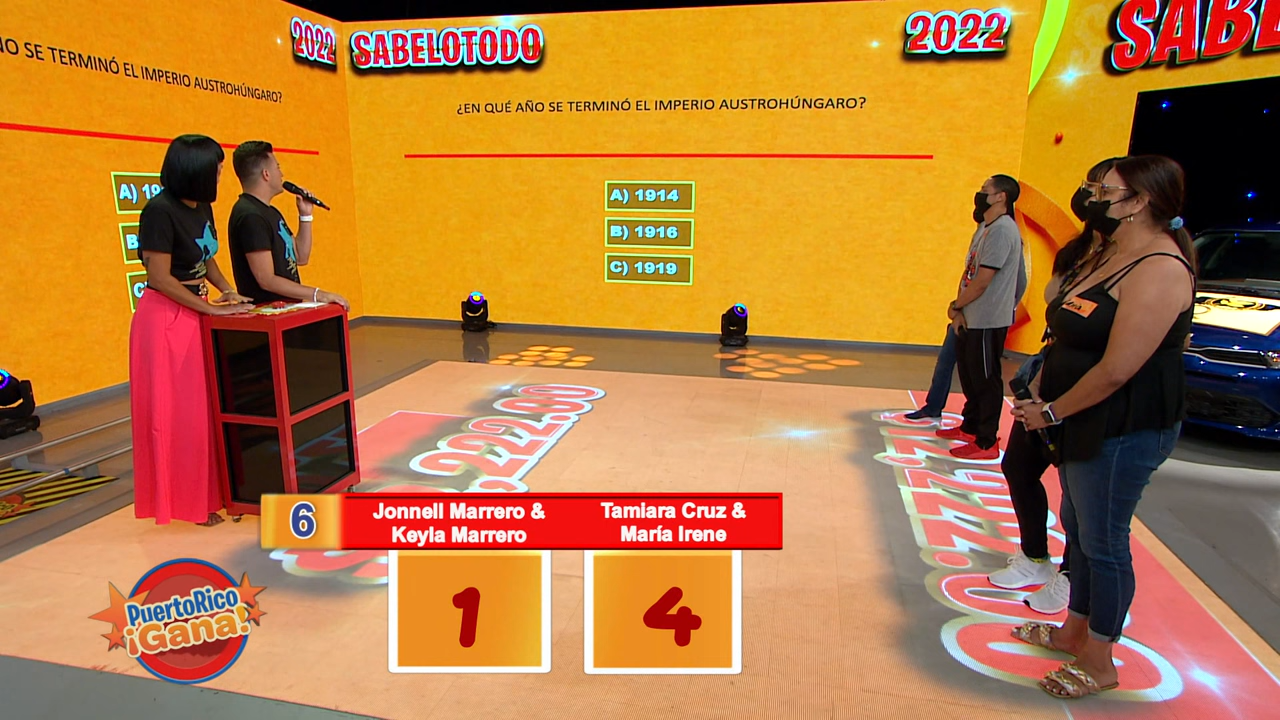 2022
SABELOTODO
2022
SABE
NO SE TERMINÓ EL IMPERIO AUSTROHÚNGARO?
¿EN QUÉ AÑO SE TERMINÓ EL IMPERIO AUSTROHÚNGARO?
A) 19
B
C)
A) 1914
B) 1916
C) 1919
6
Jonnell Marrero &
Keyla Marrero
Tamiara Cruz &
María Irene
1
4
PuertoRico
¡Gana!